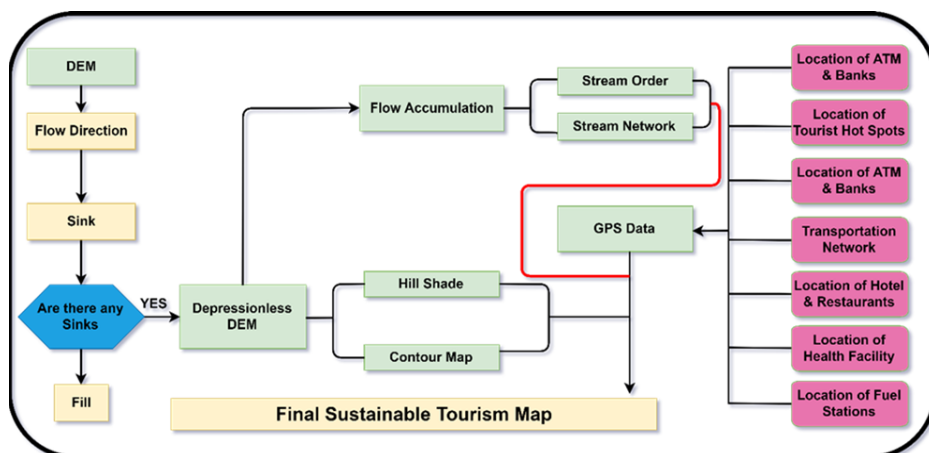 DEM
Flow Direction
Sink
Are there any
Sinks
YES
Fill
Depressionless
DEM
Flow Accumulation
Stream Order
Stream Network
Hill Shade
Contour Map
GPS Data
Final Sustainable Tourism Map
Location of ATM
& Banks
Location of
Tourist Hot Spots
Location of ATM
& Banks
Transportation
Network
Location of Hotel
& Restaurants
Location of
Health Facility
Location of Fuel
Stations